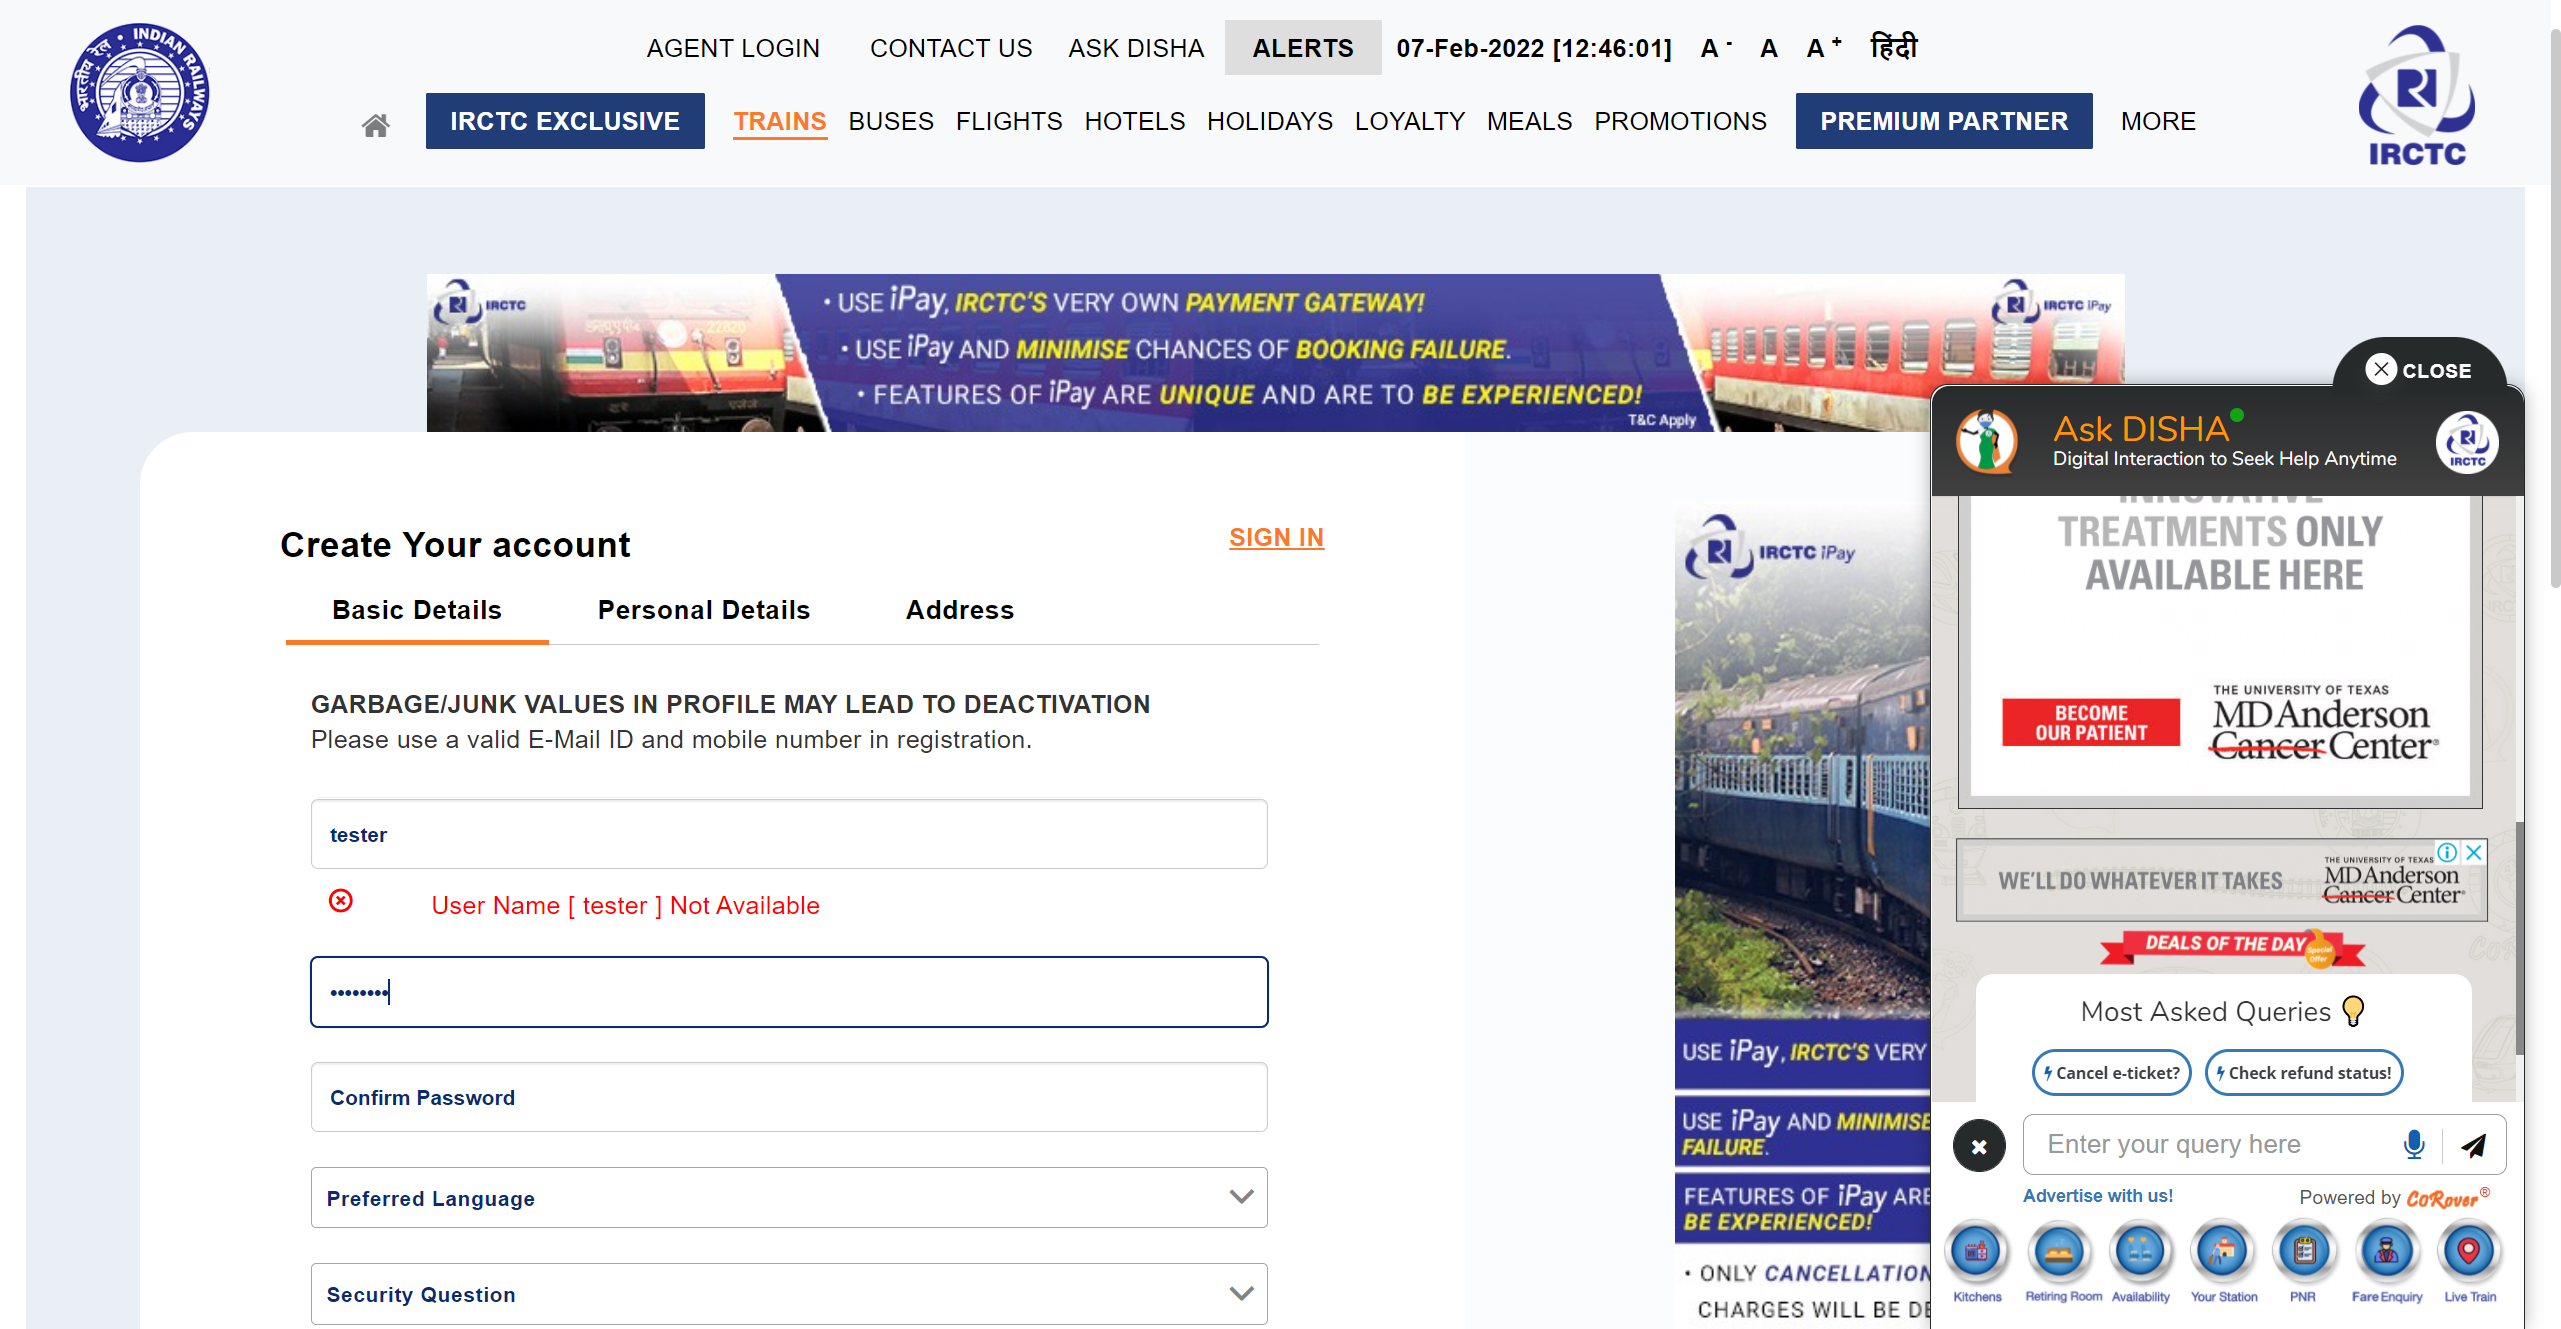 AGENT LOGIN CONTACT US ASK DISHA ALERTS 07-Feb-2022 [12:46:01] A - A A + हिंदी
भारतीय रेल • INDIAN RAILWAYS
IRCTC EXCLUSIVE TRAINS BUSES FLIGHTS HOTELS HOLIDAYS LOYALTY MEALS PROMOTIONS PREMIUM PARTNER MORE
IRCTC
IRCTC
• USE iPay, IRCTC'S VERY OWN PAYMENT GATEWAY!
• USE iPay AND MINIMISE CHANCES OF BOOKING FAILURE.
• FEATURES OF iPay ARE UNIQUE AND ARE TO BE EXPERIENCED!
T&C Apply
IRCTC iPay
22620
Create Your account
SIGN IN
Basic Details Personal Details Address
GARBAGE/JUNK VALUES IN PROFILE MAY LEAD TO DEACTIVATION
Please use a valid E-Mail ID and mobile number in registration.
tester
User Name [ tester ] Not Available
••••••••
Confirm Password
Preferred Language
Security Question
IRCTC iPay
USE iPay, IRCTC'S VERY
USE iPay AND MINIMISE
FAILURE.
FEATURES OF iPay ARE
BE EXPERIENCED!
• ONLY CANCELLATION
CHARGES WILL BE DE
CLOSE
Ask DISHA
Digital Interaction to Seek Help Anytime
IRCTC
INNOVATIVE
TREATMENTS ONLY
AVAILABLE HERE
BECOME
OUR PATIENT
THE UNIVERSITY OF TEXAS
MD Anderson
Cancer Center®
WE'LL DO WHATEVER IT TAKES
THE UNIVERSITY OF TEXAS
MD Anderson
Cancer Center
DEALS OF THE DAY
Special
Offer
Most Asked Queries
Cancel e-ticket? Check refund status!
Enter your query here
Advertise with us!
Powered by CoRover®
Kitchens Retiring Room Availability Your Station PNR Fare Enquiry Live Train